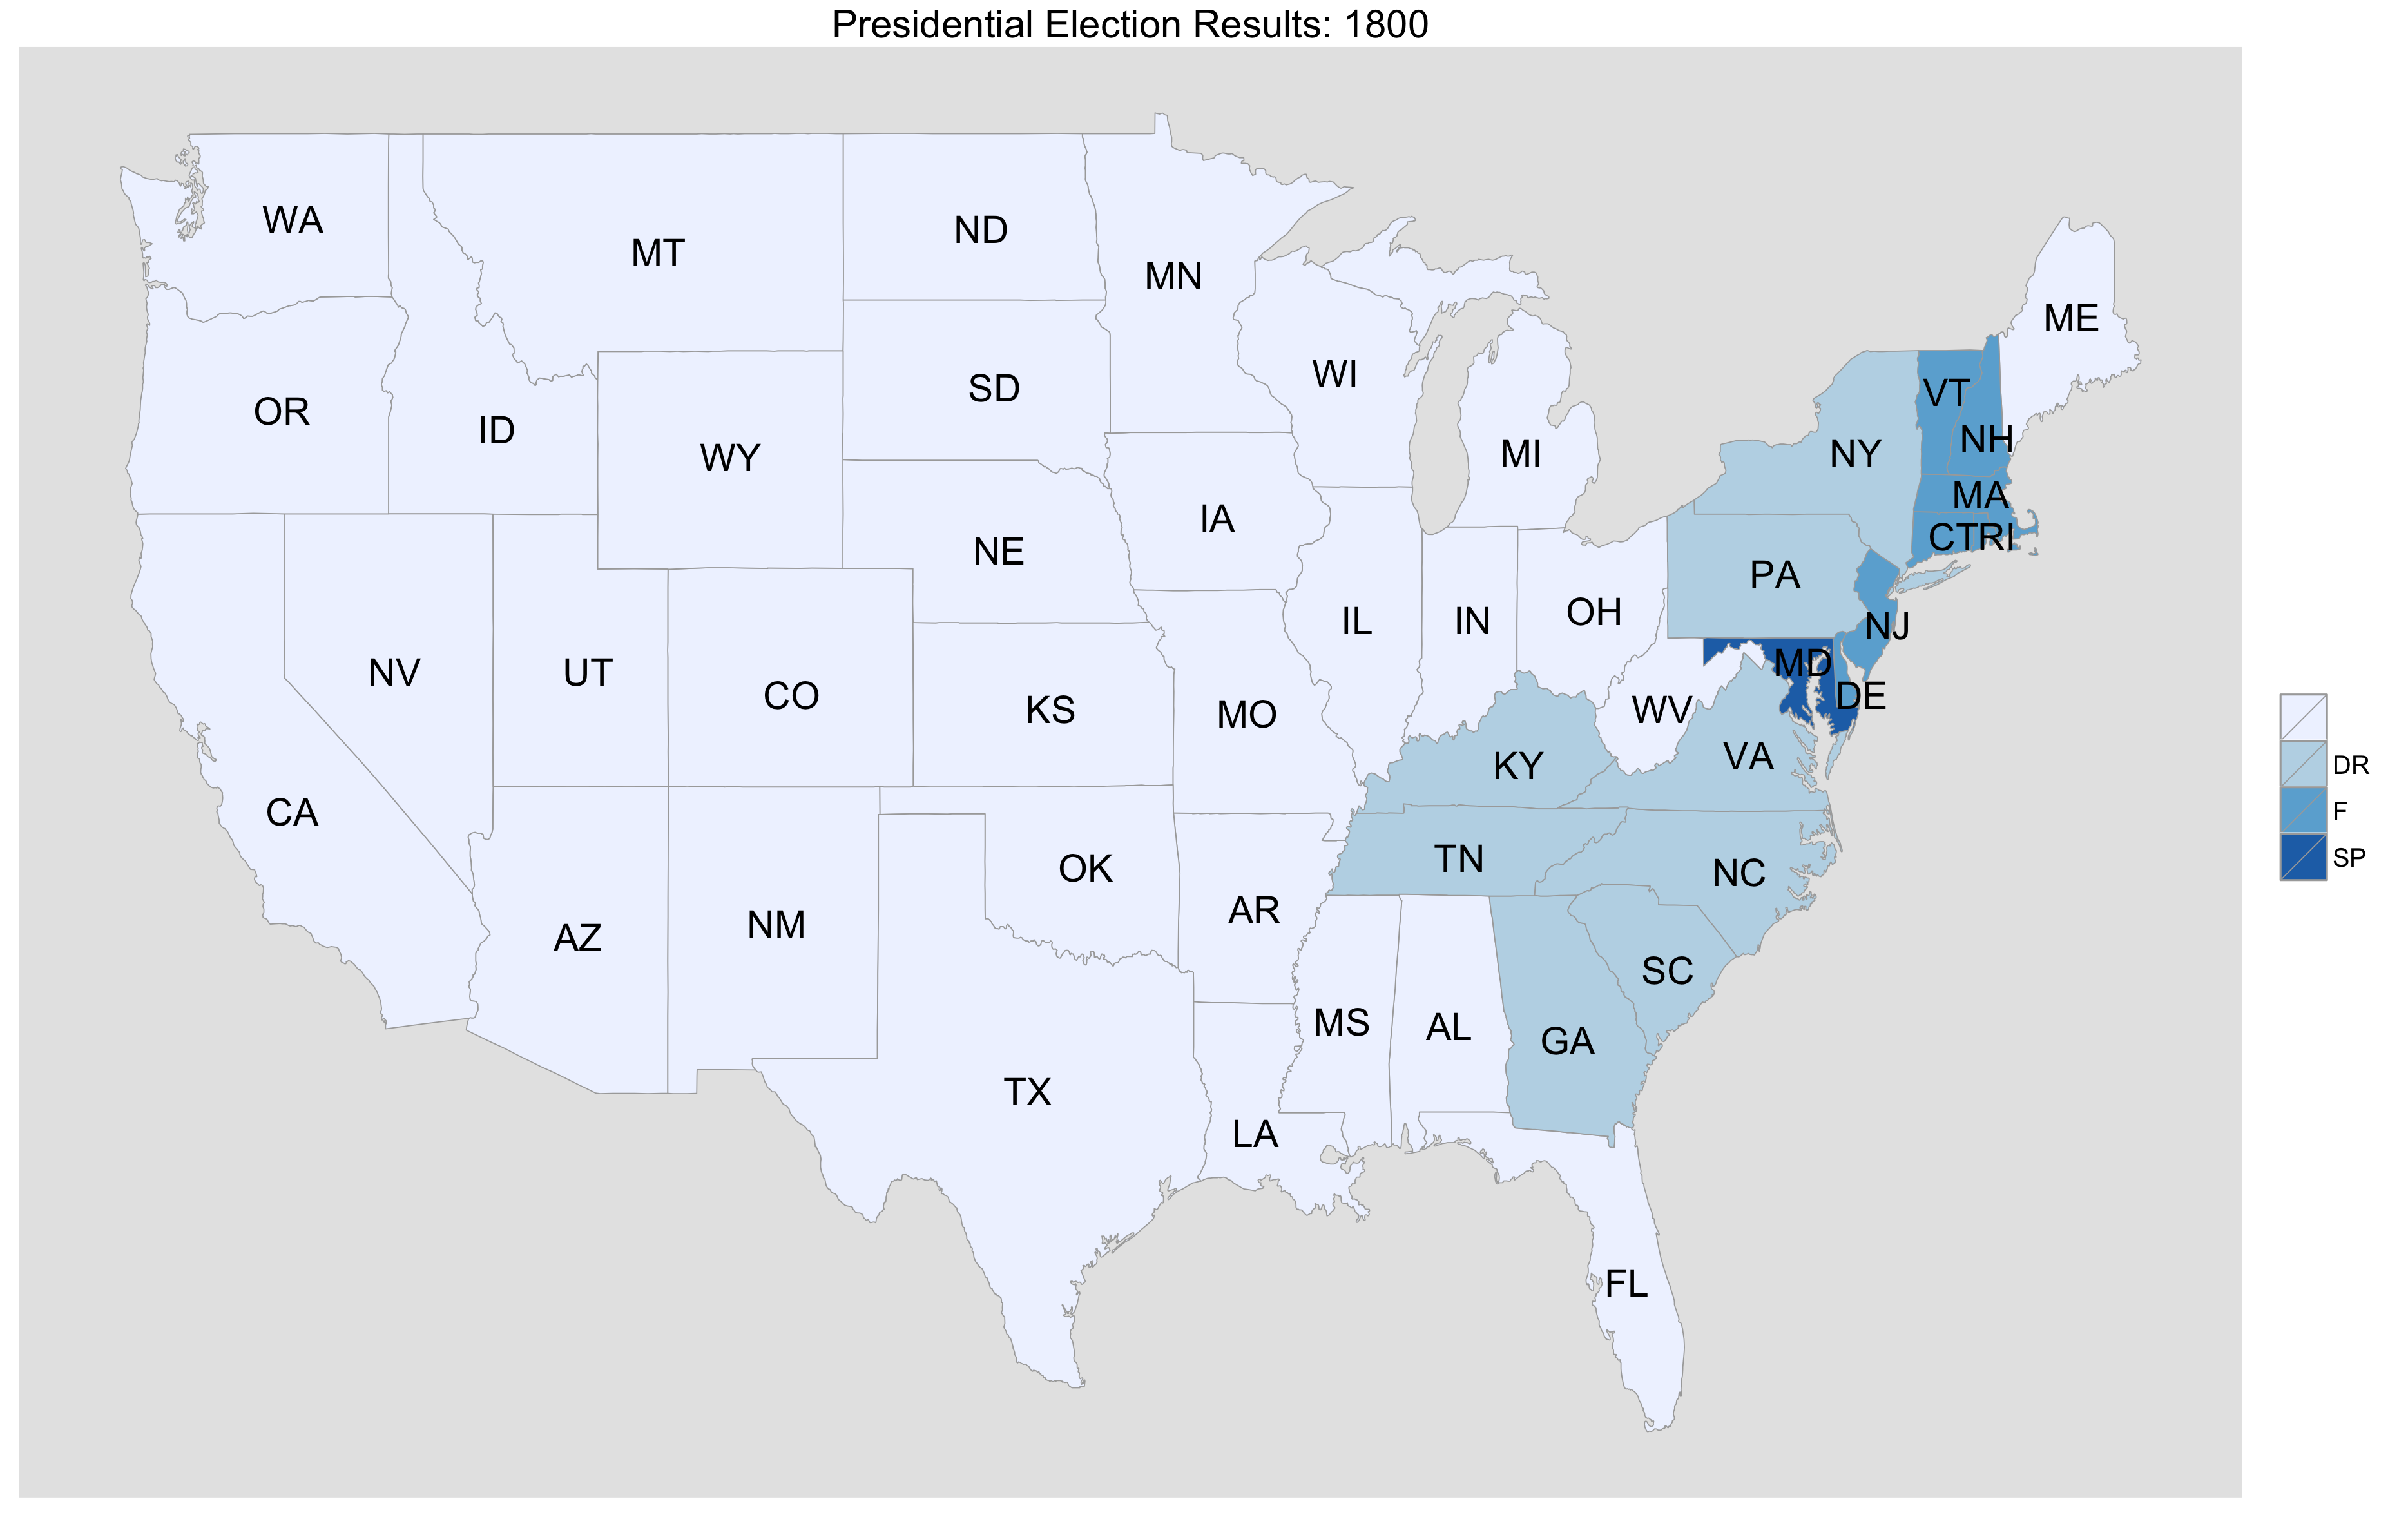 Presidential Election Results: 1800
WA
MT
ND
MN
ME
OR
ID
SD
WI
VT
WY
MI
NY
NH
IA
MA
NE
CT
RI
PA
NV
UT
CO
KS
MO
IL
IN
OH
NJ
MD
DE
WV
VA
KY
CA
AZ
NM
OK
AR
TN
NC
SC
MS
AL
GA
TX
LA
FL
DR
F
SP